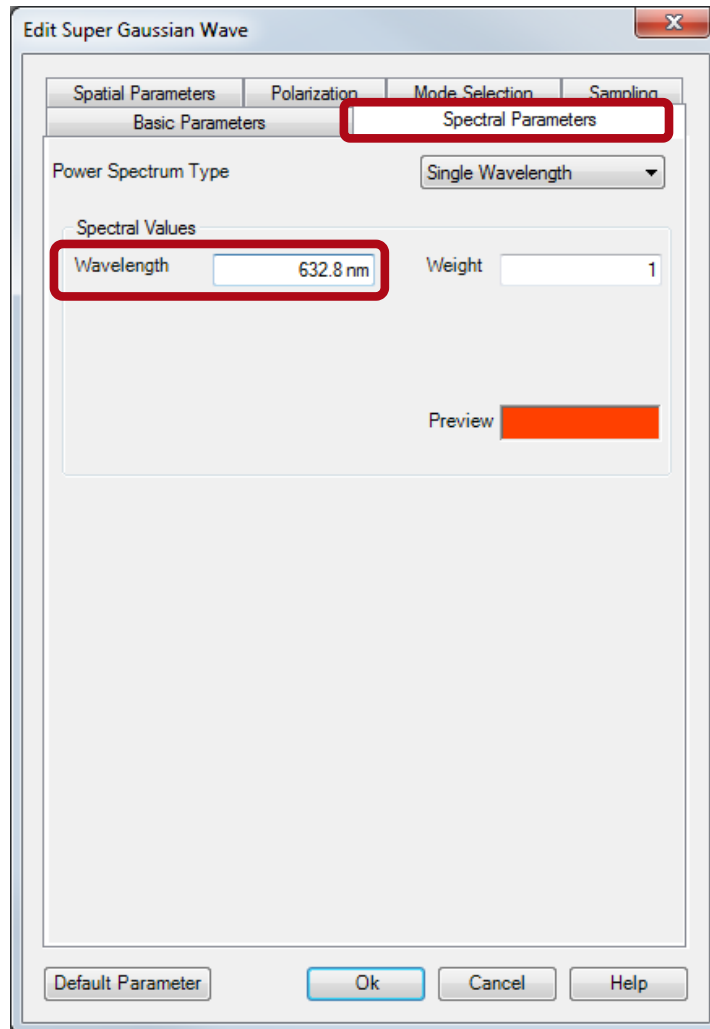 Edit Super Gaussian Wave
Spatial Parameters Polarization Mode Selection Sampling
Basic Parameters Spectral Parameters
Power Spectrum Type Single Wavelength
Spectral Values
Wavelength 632.8 nm Weight 1
Preview
Default Parameter Ok Cancel Help